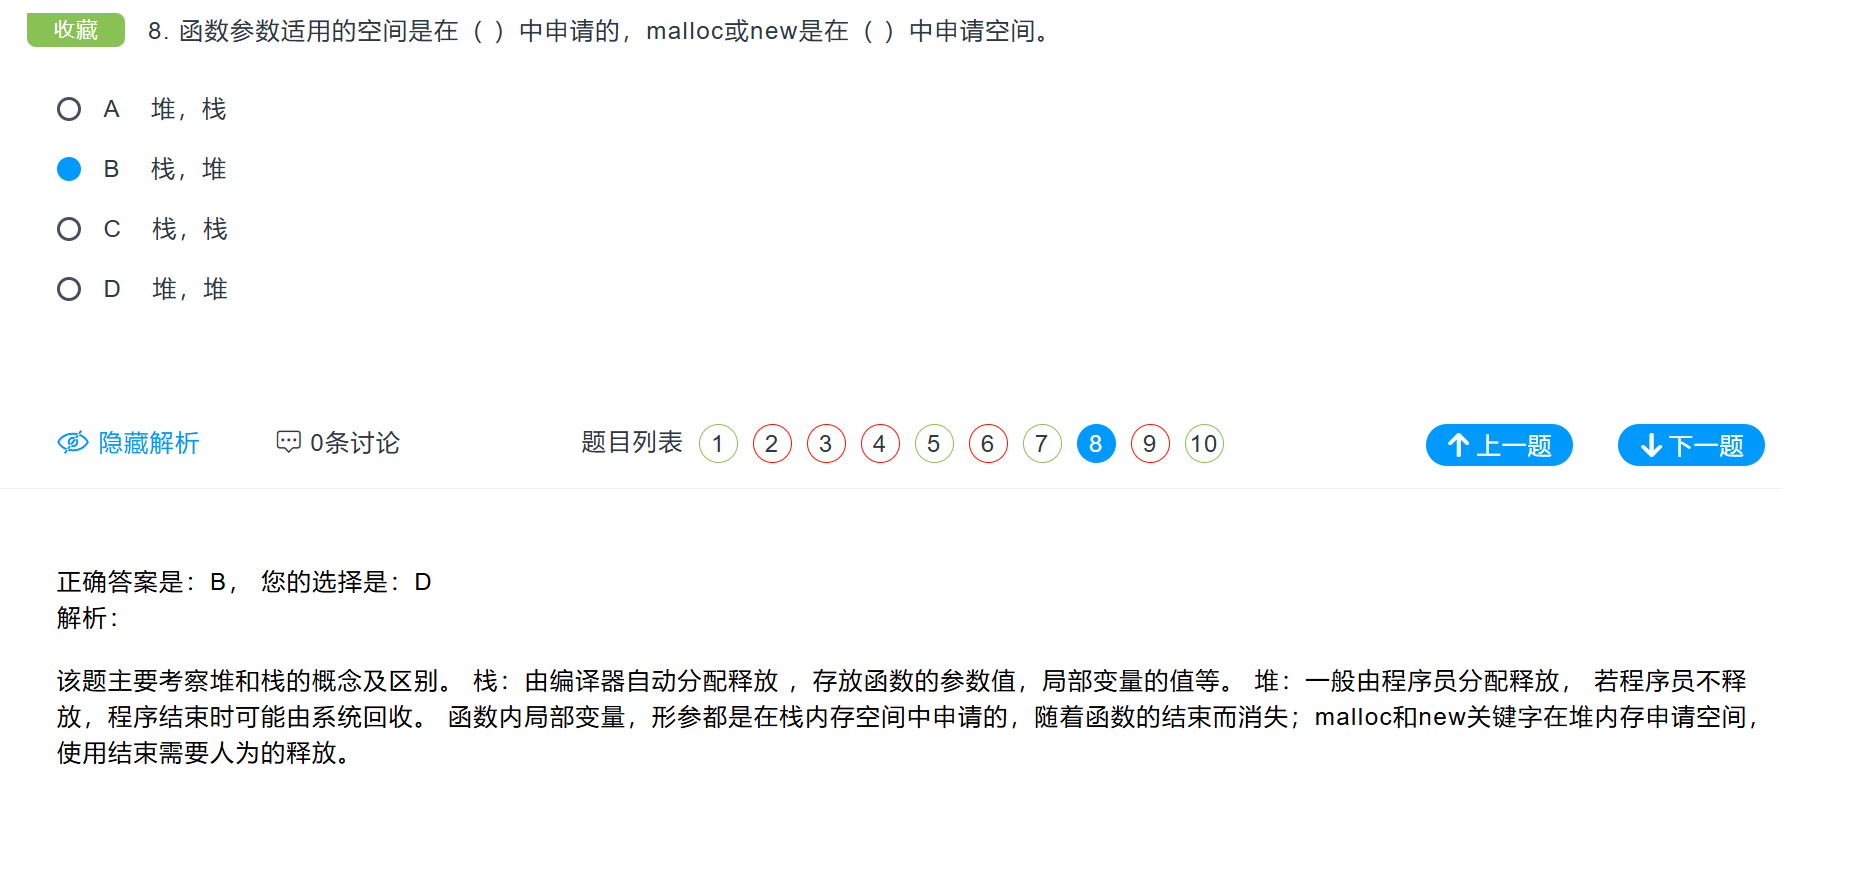 收藏 8. 函数参数适用的空间是在（ ）中申请的，malloc或new是在（ ）中申请空间。
A 堆，栈
B 栈，堆
C 栈，栈
D 堆，堆
隐藏解析 0条讨论 题目列表 1 2 3 4 5 6 7 8 9 10 上一题 下一题
正确答案是：B， 您的选择是：D
解析：
该题主要考察堆和栈的概念及区别。 栈：由编译器自动分配释放 ，存放函数的参数值，局部变量的值等。 堆：一般由程序员分配释放， 若程序员不释
放，程序结束时可能由系统回收。 函数内局部变量，形参都是在栈内存空间中申请的，随着函数的结束而消失；malloc和new关键字在堆内存申请空间，
使用结束需要人为的释放。